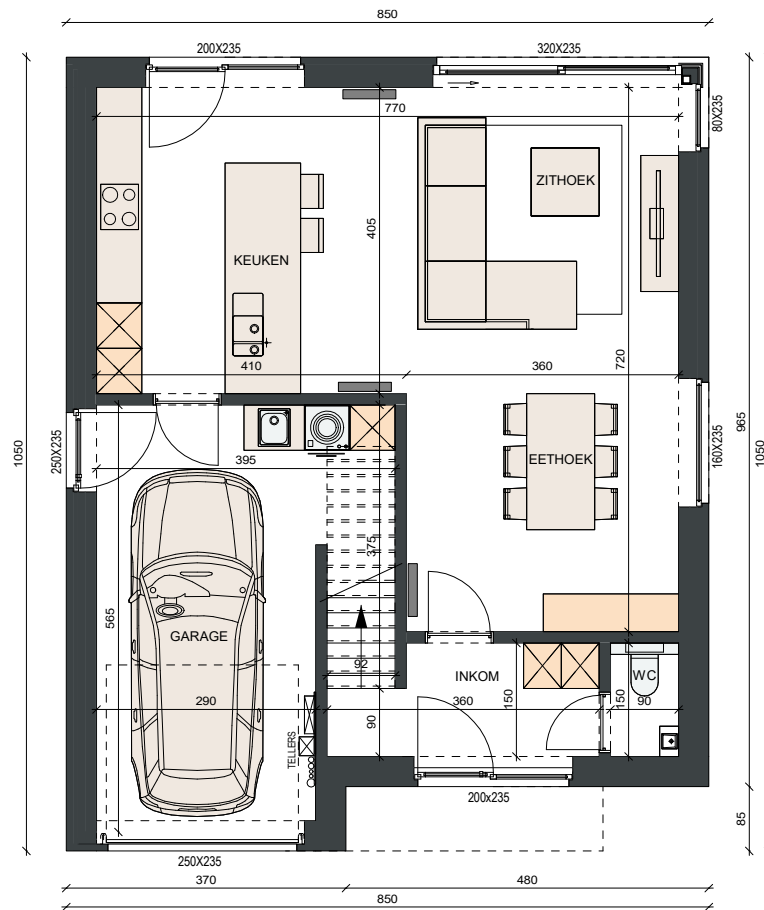 850
200X235
320X235
770
80X235
ZITHOEK
405
KEUKEN
410
360
720
1050
965
1050
250X235
160X235
395
EETHOEK
375
565
GARAGE
92
INKOM
WC
290
90
360
150
150
90
TELLERS
200x235
85
250X235
370
480
850